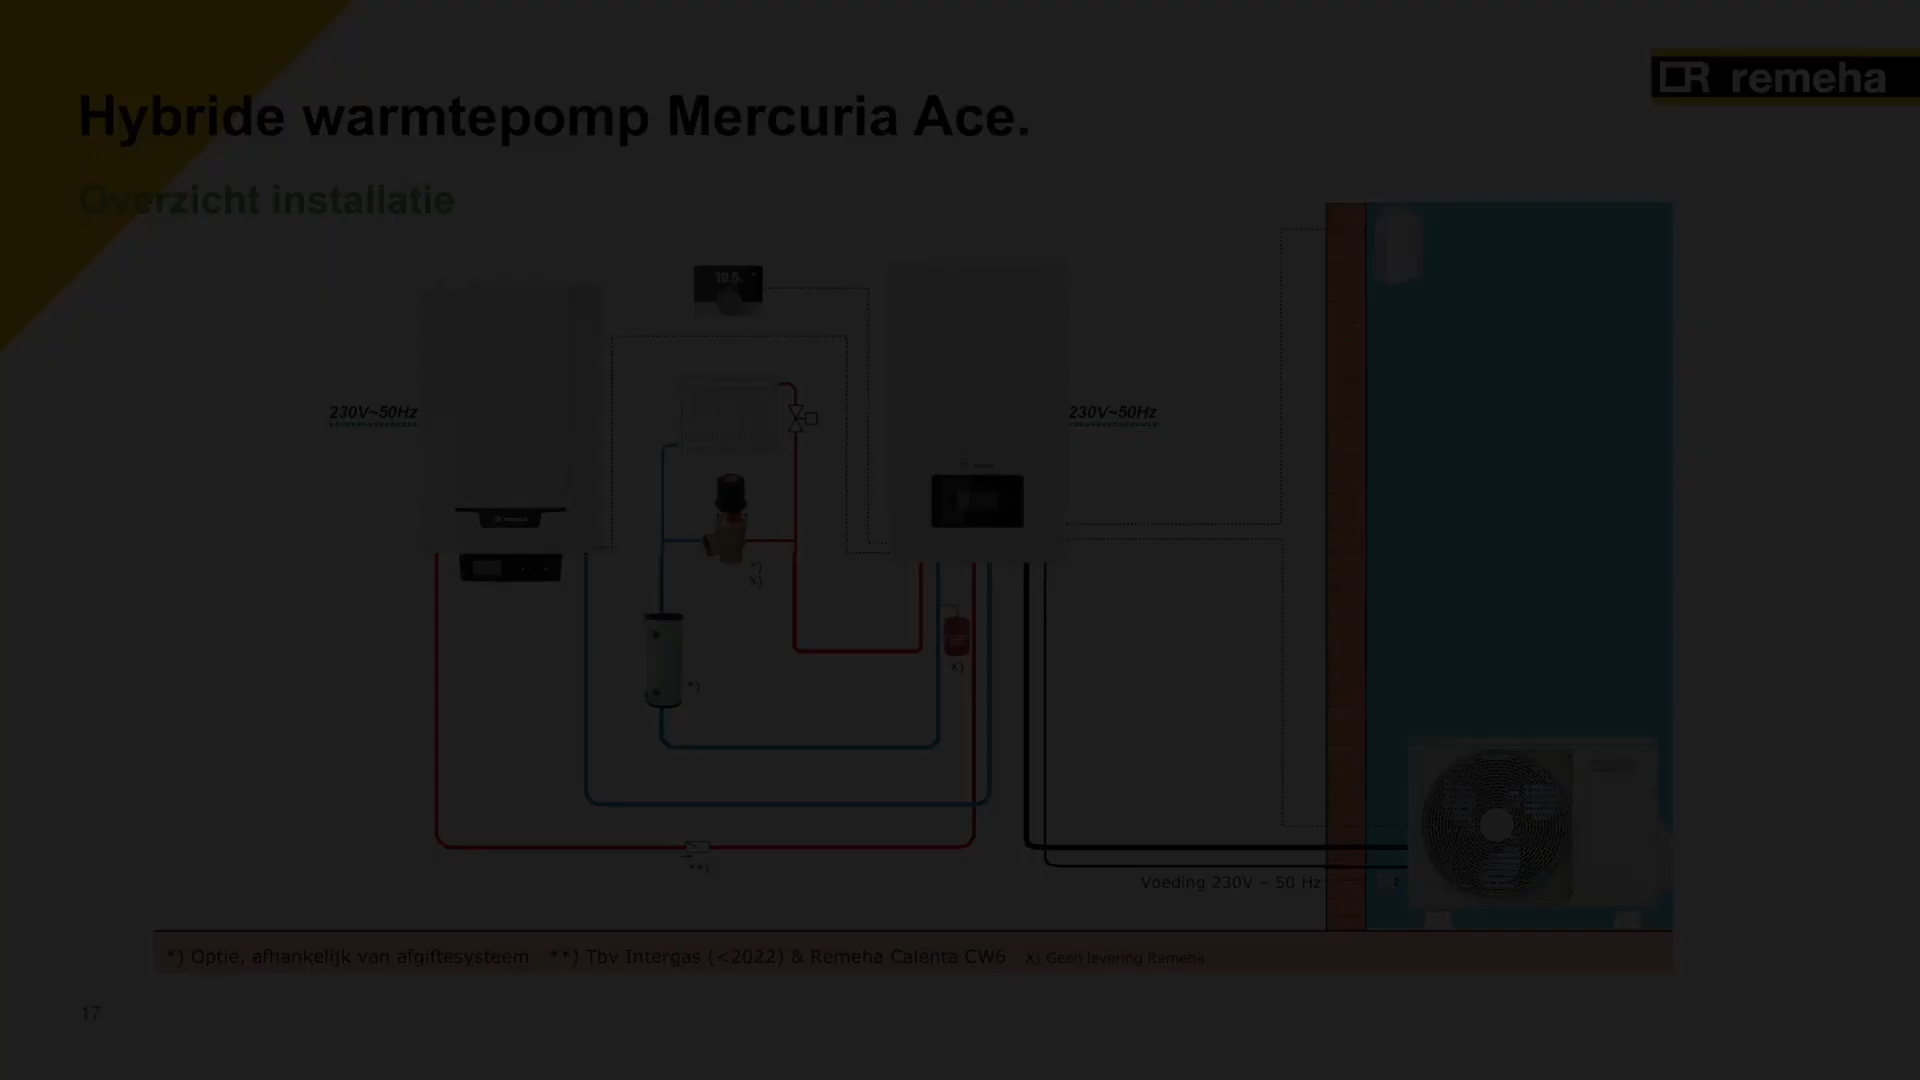 remeha
Hybride warmtepomp Mercuria Ace.
Overzicht installatie
19.5
230V~50Hz
230V~50Hz
*)
X)
X)
*)
**)
Voeding 230V ~ 50 Hz
*) Optie, afhankelijk van afgiftesysteem **) Tbv Intergas (<2022) & Remeha Calenta CW6 X) Geen levering Remeha
17